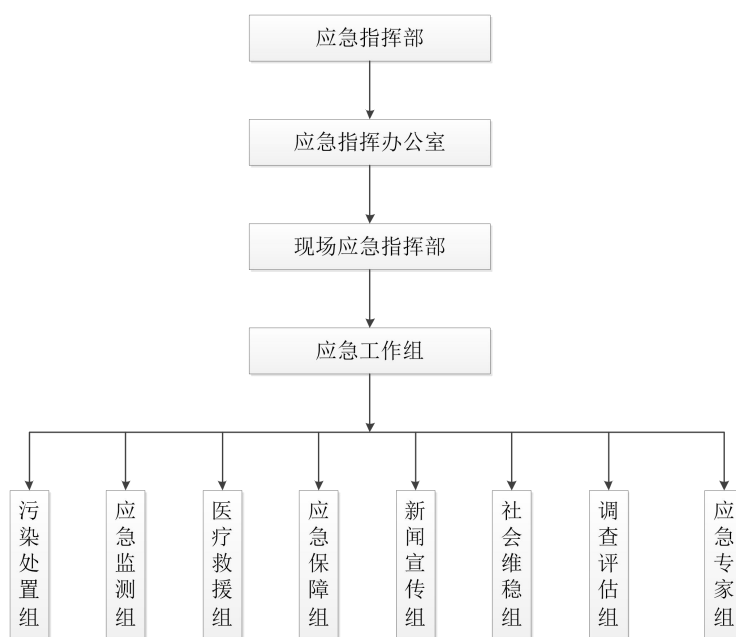 应急指挥部
应急指挥办公室
现场应急指挥部
应急工作组
污染处置组
应急监测组
医疗救援组
应急保障组
新闻宣传组
社会维稳组
调查评估组
应急专家组